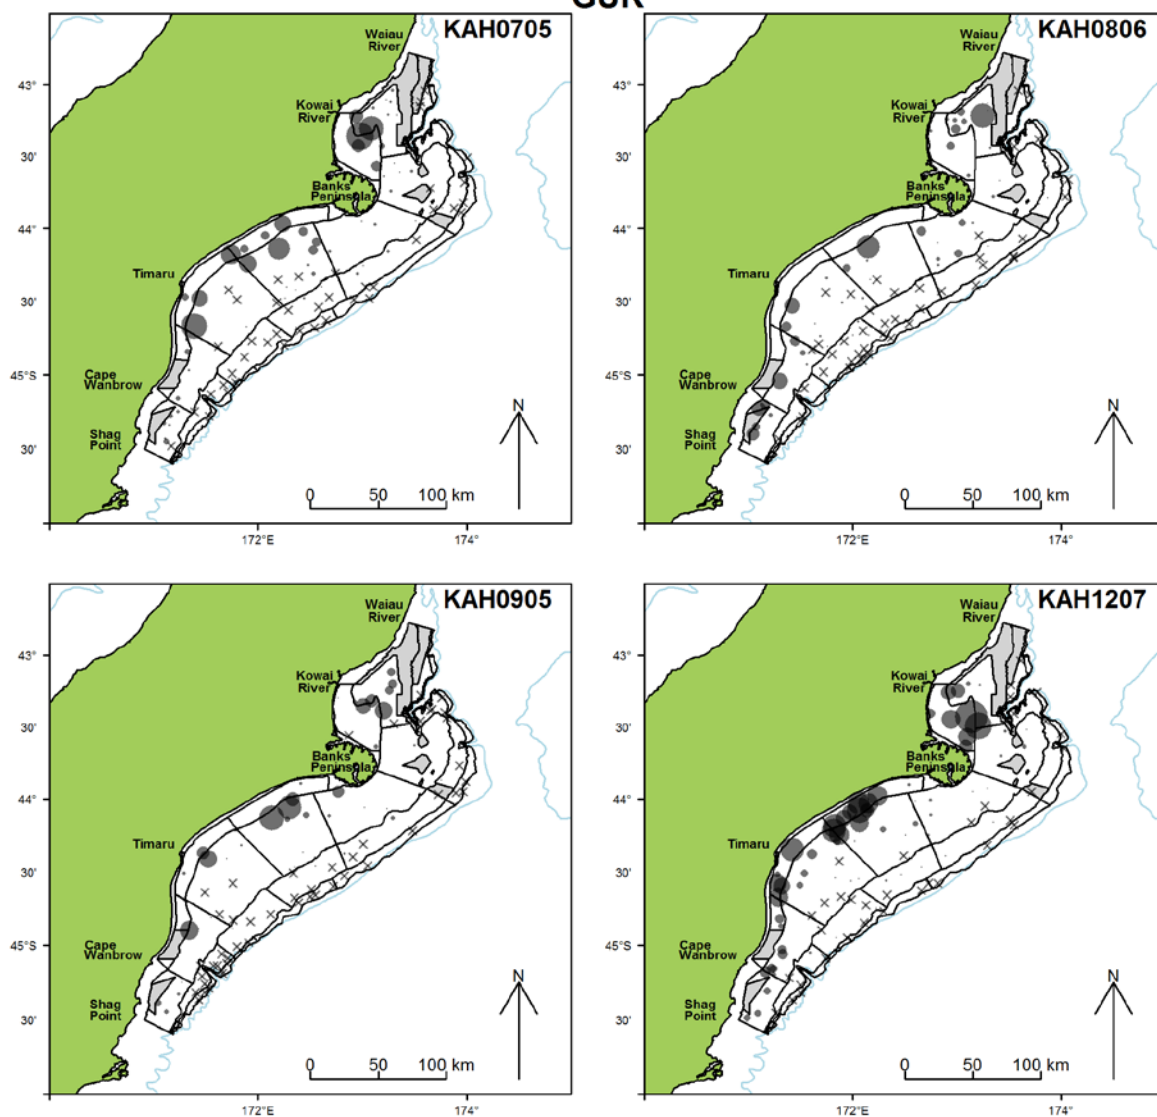 GUR
KAH0705
Waiau
River
43°
Kowai
River
30'
Banks
Peninsula
44°
Timaru
30'
45°S
Cape
Wanbrow
Shag
Point
30'
N
0 50 100 km
172°E 174°
KAH0806
Waiau
River
43°
Kowai
River
30'
Banks
Peninsula
44°
Timaru
30'
45°S
Cape
Wanbrow
Shag
Point
30'
N
0 50 100 km
172°E 174°
KAH0905
Waiau
River
43°
Kowai
River
30'
Banks
Peninsula
44°
Timaru
30'
45°S
Cape
Wanbrow
Shag
Point
30'
N
0 50 100 km
172°E 174°
KAH1207
Waiau
River
43°
Kowai
River
30'
Banks
Peninsula
44°
Timaru
30'
45°S
Cape
Wanbrow
Shag
Point
30'
N
0 50 100 km
172°E 174°